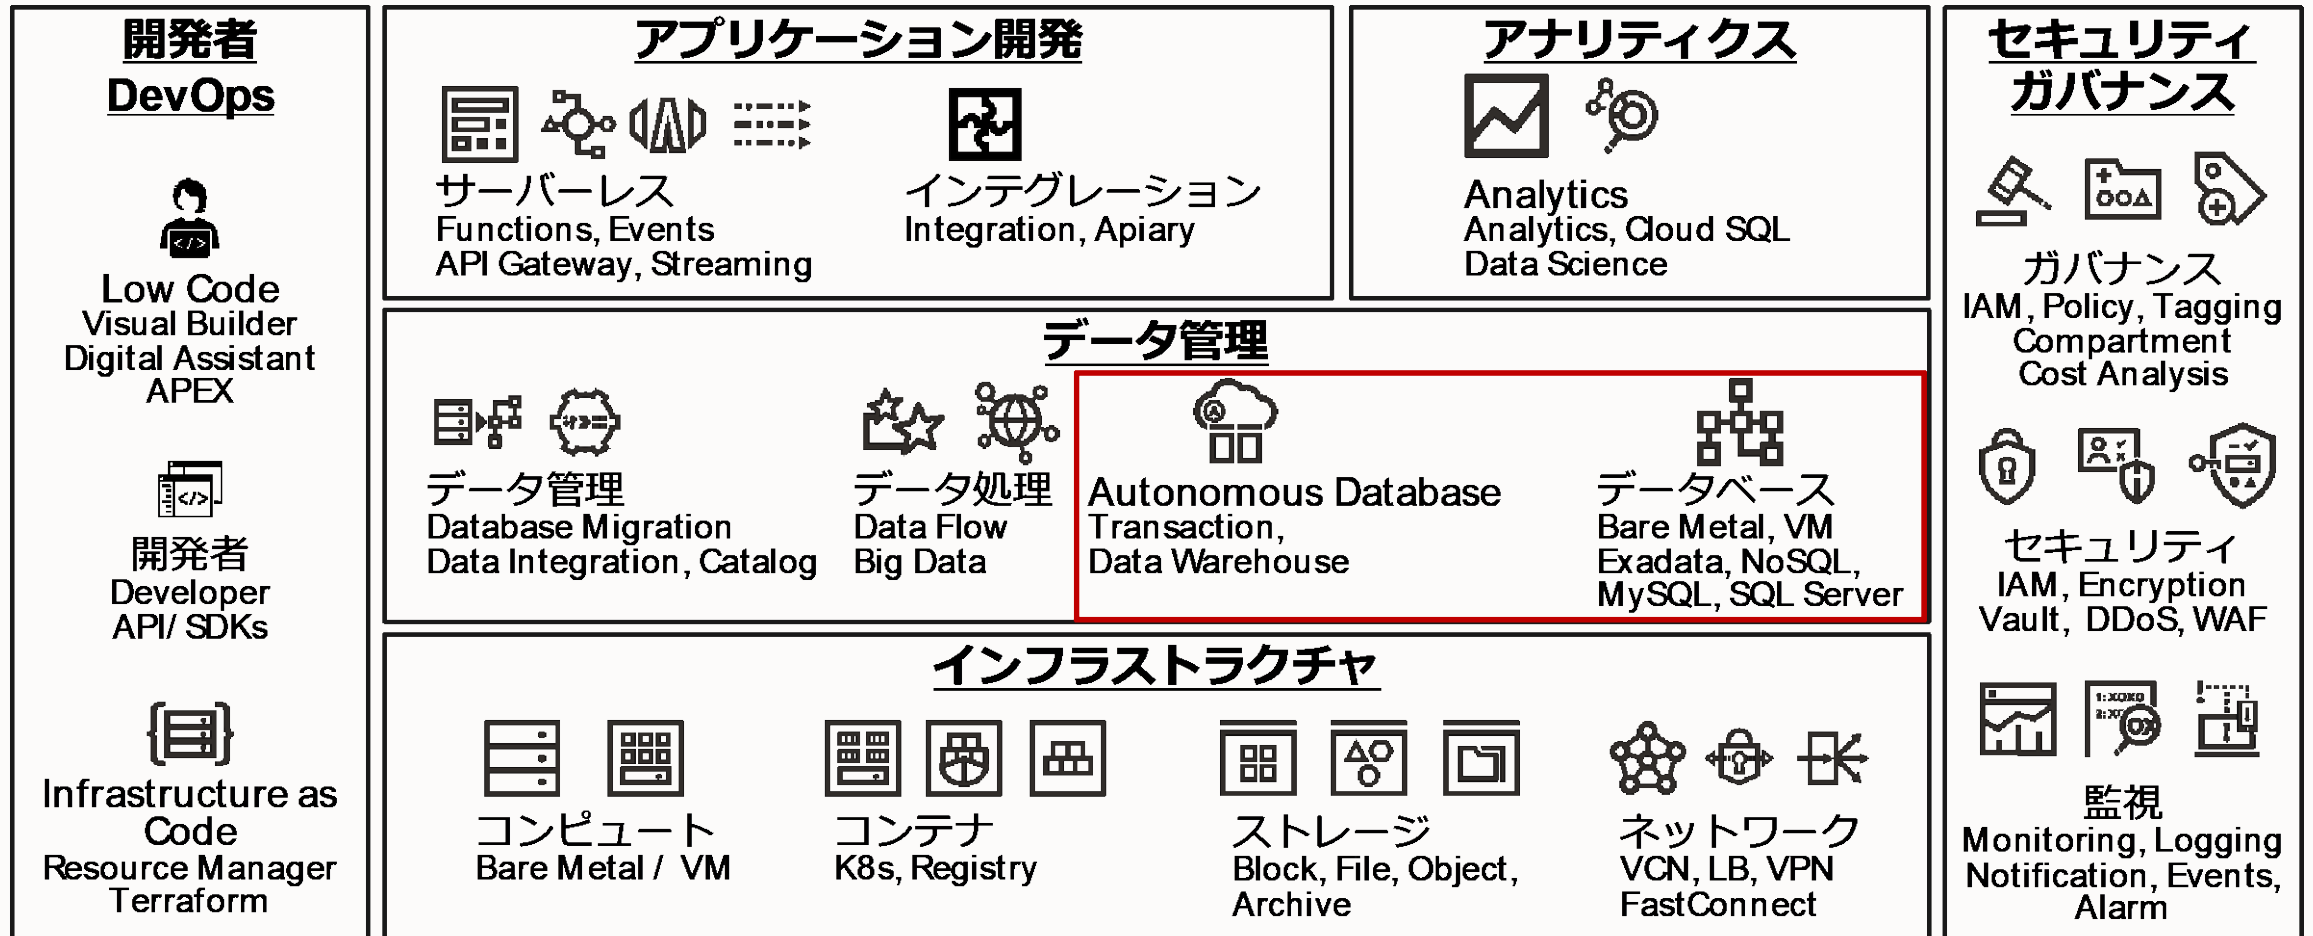 開発者
DevOps
Low Code
Visual Builder
Digital Assistant
APEX
開発者
Developer
API/ SDKs
Infrastructure as
Code
Resource Manager
Terraform
アプリケーション開発
サーバーレス
Functions, Events
API Gateway, Streaming
インテグレーション
Integration, Apiary
アナリティクス
Analytics
Analytics, Cloud SQL
Data Science
データ管理
データ管理
Database Migration
Data Integration, Catalog
データ処理
Data Flow
Big Data
Autonomous Database
Transaction,
Data Warehouse
データベース
Bare Metal, VM
Exadata, NoSQL,
MySQL, SQL Server
インフラストラクチャ
コンピュート
Bare Metal / VM
コンテナ
K8s, Registry
ストレージ
Block, File, Object,
Archive
ネットワーク
VCN, LB, VPN
FastConnect
セキュリティ
ガバナンス
ガバナンス
IAM, Policy, Tagging
Compartment
Cost Analysis
セキュリティ
IAM, Encryption
Vault, DDoS, WAF
監視
Monitoring, Logging
Notification, Events,
Alarm